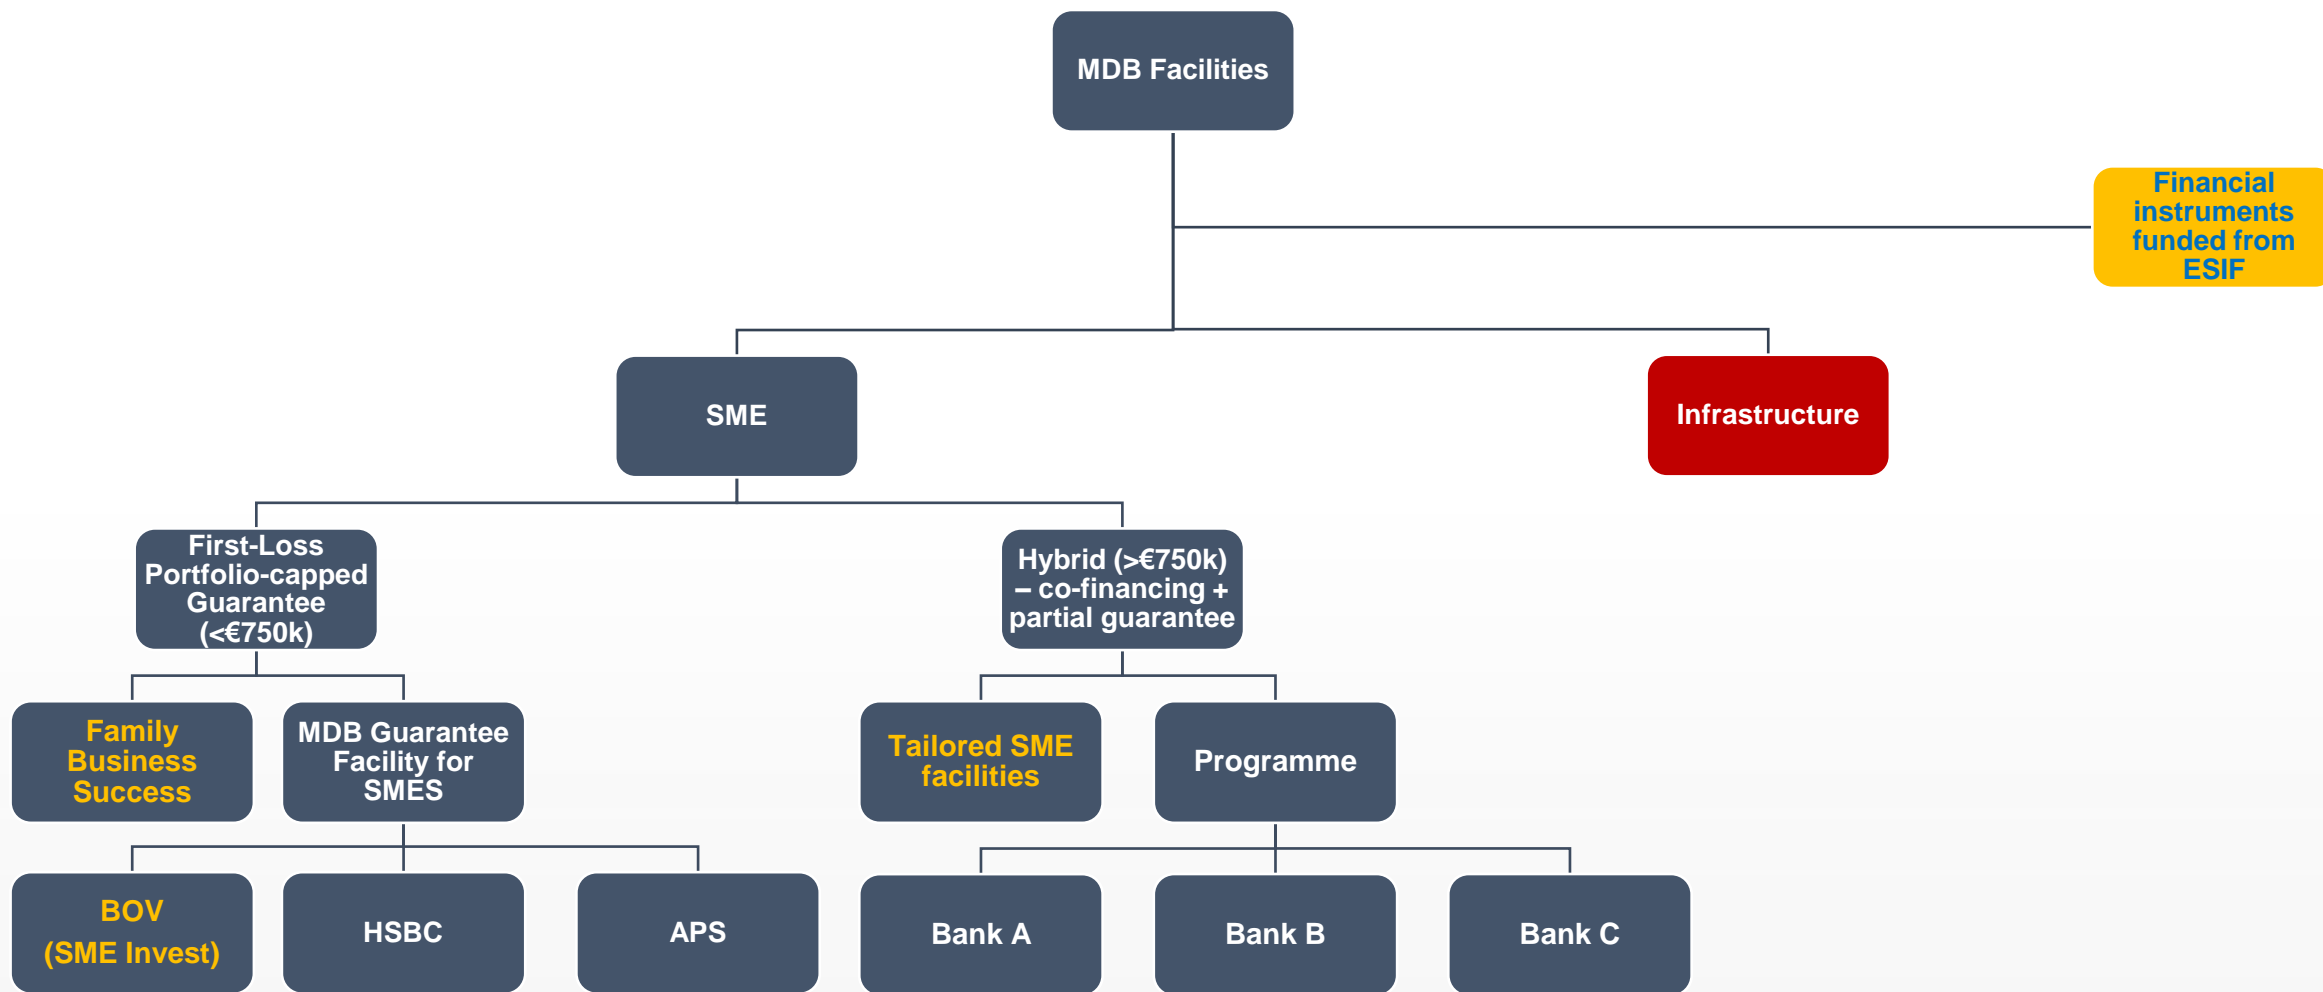 MDB Facilities
Financial
instruments
funded from
ESIF
SME
Infrastructure
First-Loss
Portfolio-capped
Guarantee
(<€750k)
Hybrid (>€750k)
– co-financing +
partial guarantee
Family
Business
Success
MDB Guarantee
Facility for
SMES
Tailored SME
facilities
Programme
BOV
(SME Invest)
HSBC
APS
Bank A
Bank B
Bank C